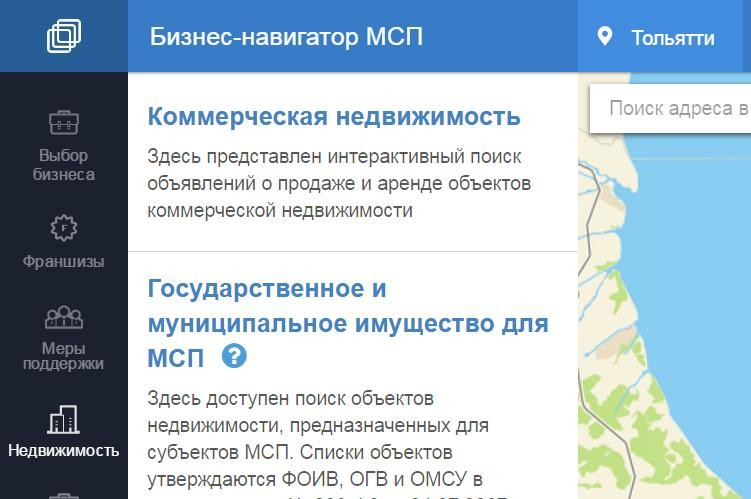 Бизнес-навигатор МСП
Тольятти
Поиск адреса в
Выбор
бизнеса
F
Франшизы
Меры
поддержки
Недвижимость
Коммерческая недвижимость
Здесь представлен интерактивный поиск
объявлений о продаже и аренде объектов
коммерческой недвижимости
Государственное и
муниципальное имущество для
МСП ?
Здесь доступен поиск объектов
недвижимости, предназначенных для
субъектов МСП. Списки объектов
утверждаются ФОИВ, ОГВ и ОМСУ в